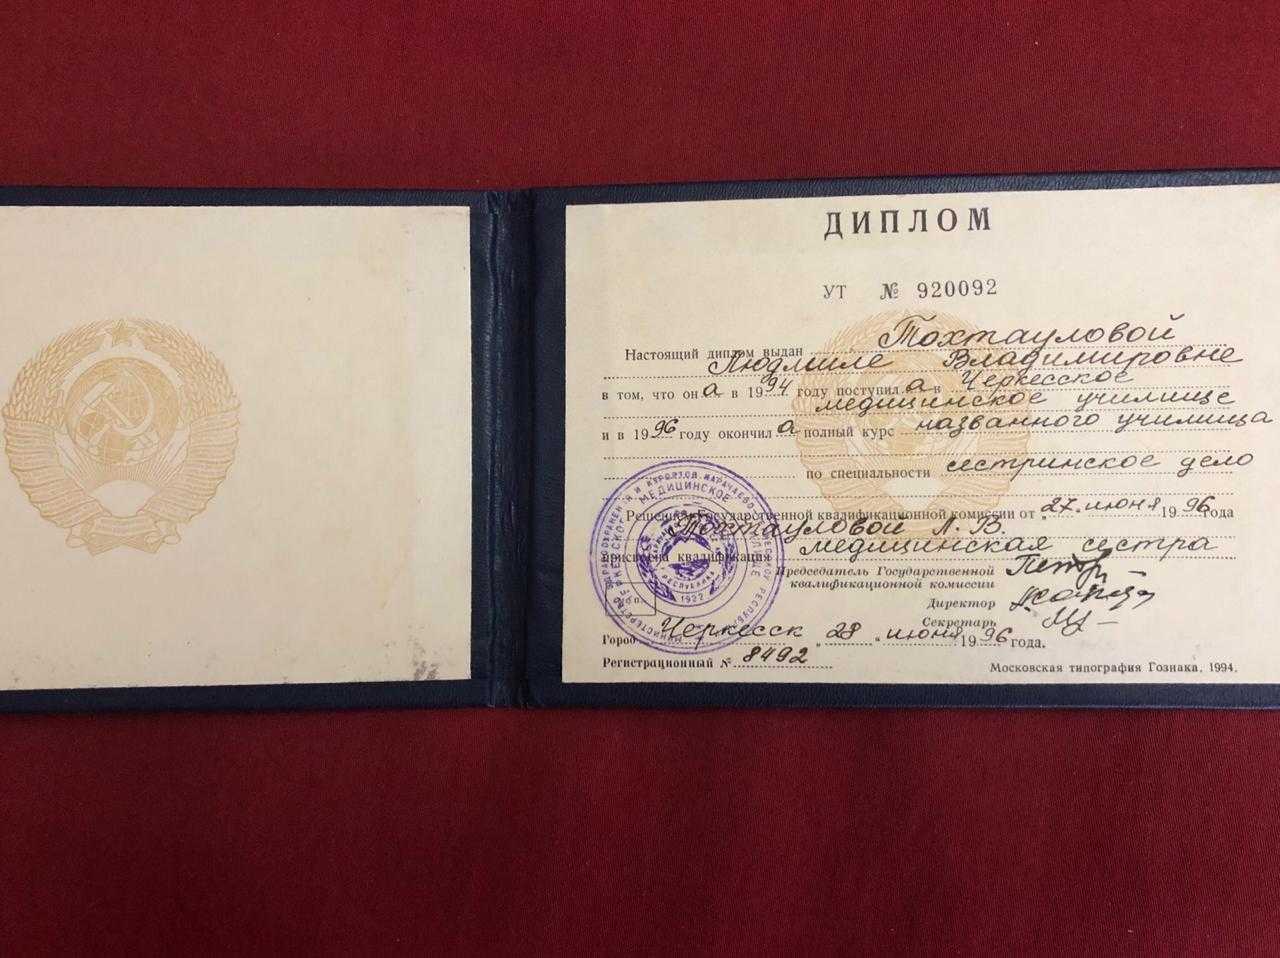 ДИПЛОМ
УТ № 920092
Настоящий диплом выдан Тохтауловой
Людмиле Владимировне
в том, что она в 1994 году поступила в Черкесское
медицинское училище
и в 1996 году окончила полный курс названного училища
по специальности сестринское дело
Решением Государственной квалификационной комиссии от „27. июня 1996 года
Тохтауловой Л. В.
присвоена квалификация медицинская сестра
Председатель Государственной
квалификационной комиссии
Директор
Секретарь
Город Черкесск „28 „ июня 1996 года.
Регистрационный № 8492
Московская типография Гознака, 1994.
МЕДИЦИНСКОЕ
РЕСПУБЛИКА
1922